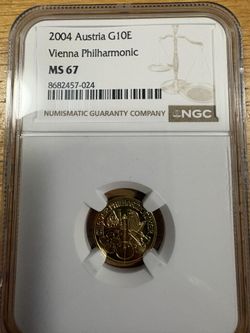 2004 Austria G10E
Vienna Philharmonic
MS 67
8682457-024
NUMISMATIC GUARANTY COMPANY
NGC